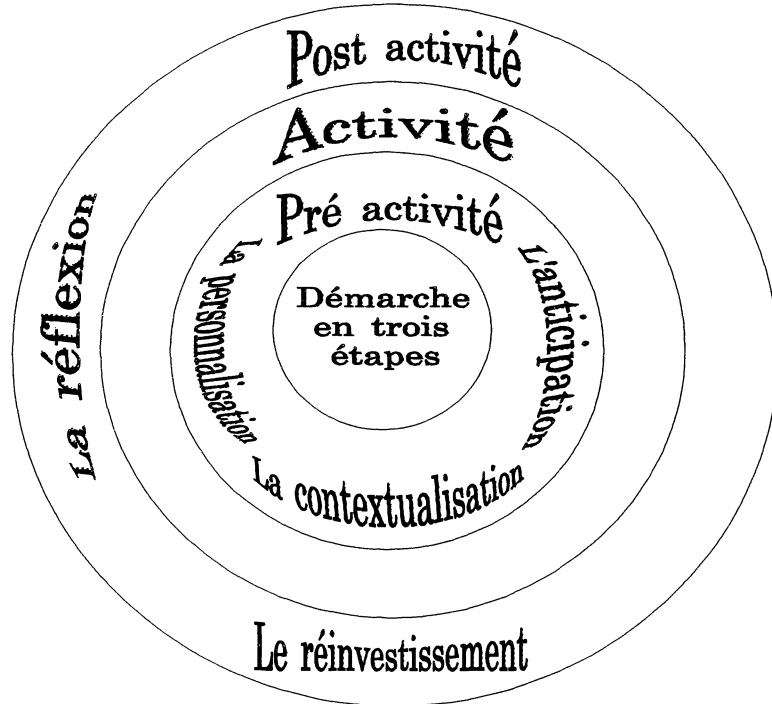 Post activité
Activité
Pré activité
La personnalisation
L'anticipation
Démarche
en trois
étapes
La contextualisation
La réflexion
Le réinvestissement